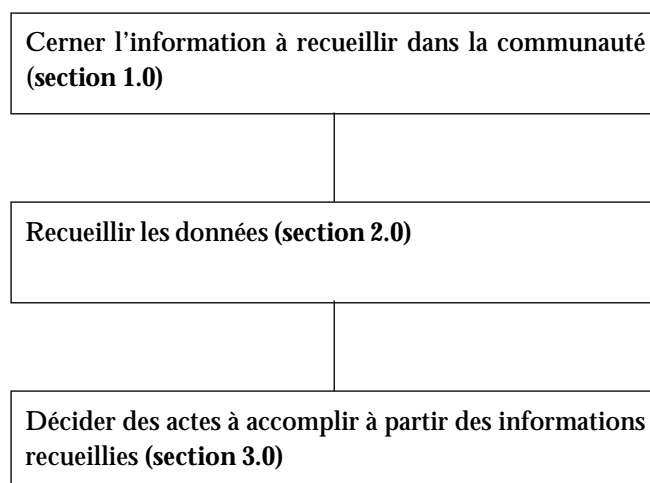 Cerner l'information à recueillir dans la communauté
(section 1.0)
Recueillir les données (section 2.0)
Décider des actes à accomplir à partir des informations
recueillies (section 3.0)